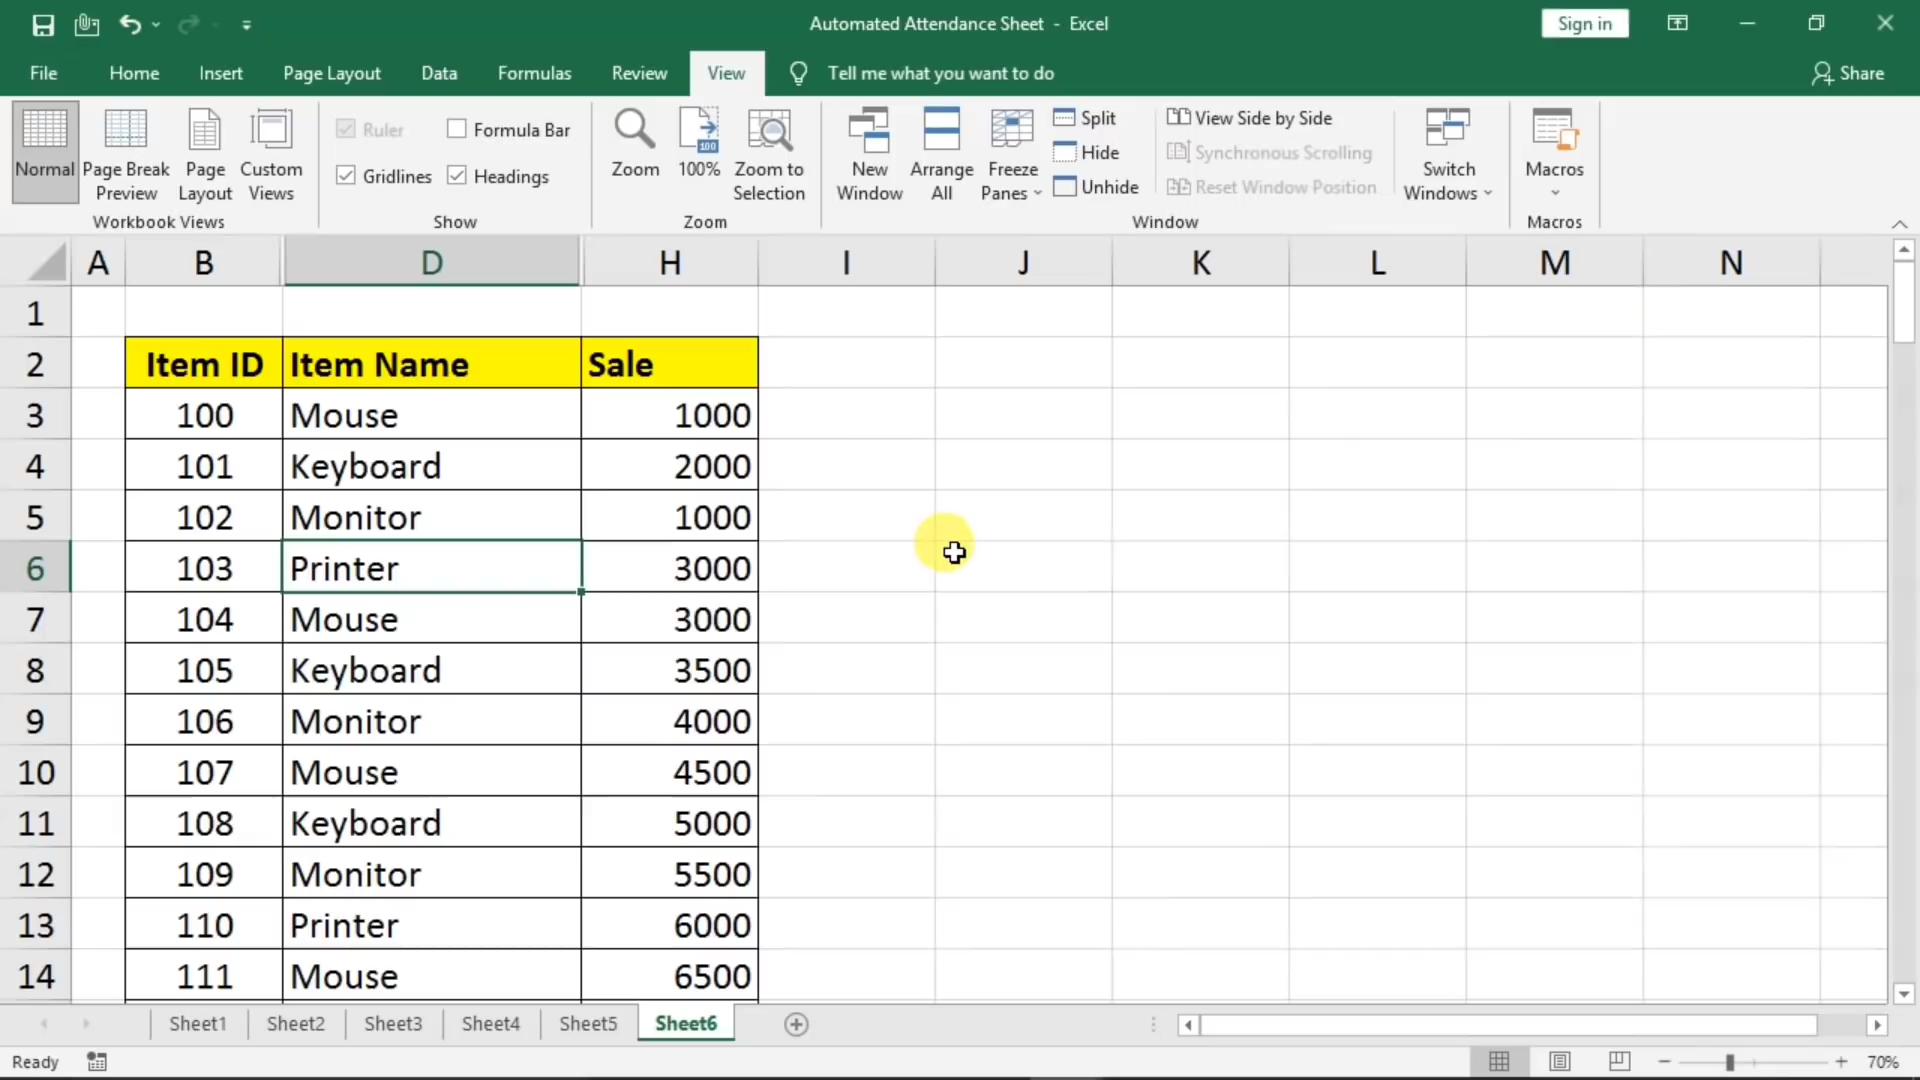 Automated Attendance Sheet - Excel
Sign in
File Home Insert Page Layout Data Formulas Review View Tell me what you want to do Share
Normal
Page Break Preview
Page Layout
Custom Views
Workbook Views
Ruler
Formula Bar
Gridlines
Headings
Show
Zoom
100
100%
Zoom to Selection
Zoom
New Window
Arrange All
Freeze Panes
Split
Hide
Unhide
View Side by Side
Synchronous Scrolling
Reset Window Position
Window
Switch Windows
Macros
Macros
A B D H I J K L M N
1
2 Item ID Item Name Sale
3 100 Mouse 1000
4 101 Keyboard 2000
5 102 Monitor 1000
6 103 Printer 3000
7 104 Mouse 3000
8 105 Keyboard 3500
9 106 Monitor 4000
10 107 Mouse 4500
11 108 Keyboard 5000
12 109 Monitor 5500
13 110 Printer 6000
14 111 Mouse 6500
Sheet1 Sheet2 Sheet3 Sheet4 Sheet5 Sheet6
Ready
70%